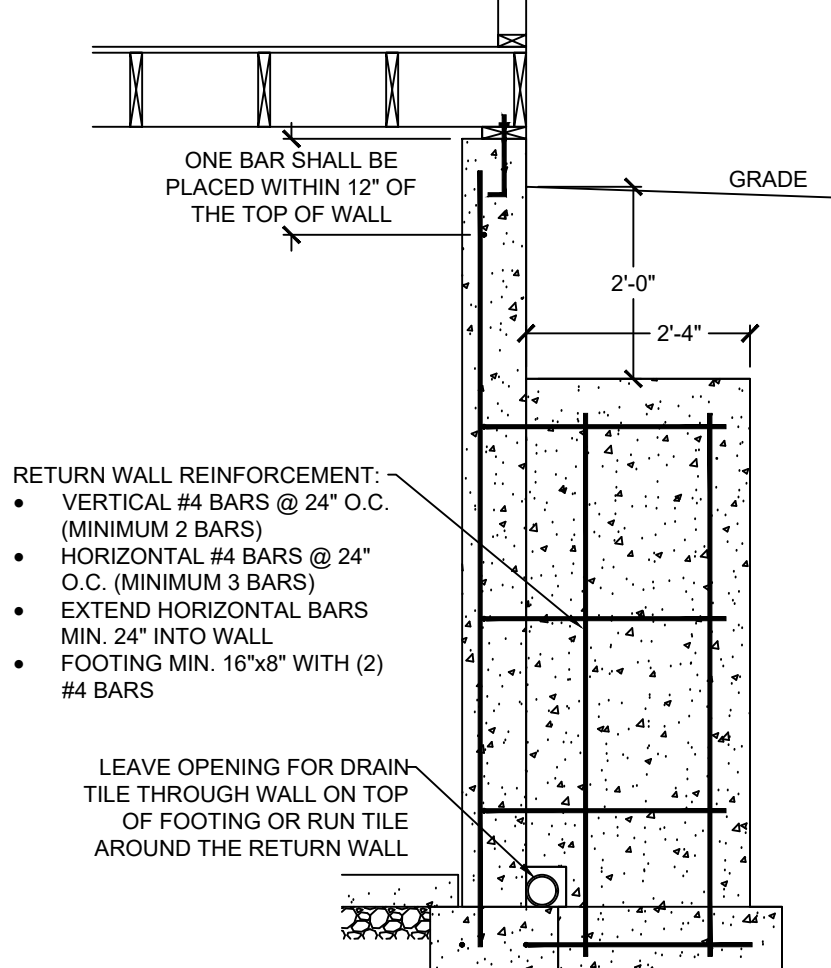 ONE BAR SHALL BE
PLACED WITHIN 12" OF
THE TOP OF WALL
GRADE
2'-0"
2'-4"
RETURN WALL REINFORCEMENT:
• VERTICAL #4 BARS @ 24" O.C.
(MINIMUM 2 BARS)
• HORIZONTAL #4 BARS @ 24"
O.C. (MINIMUM 3 BARS)
• EXTEND HORIZONTAL BARS
MIN. 24" INTO WALL
• FOOTING MIN. 16"x8" WITH (2)
#4 BARS
LEAVE OPENING FOR DRAIN
TILE THROUGH WALL ON TOP
OF FOOTING OR RUN TILE
AROUND THE RETURN WALL